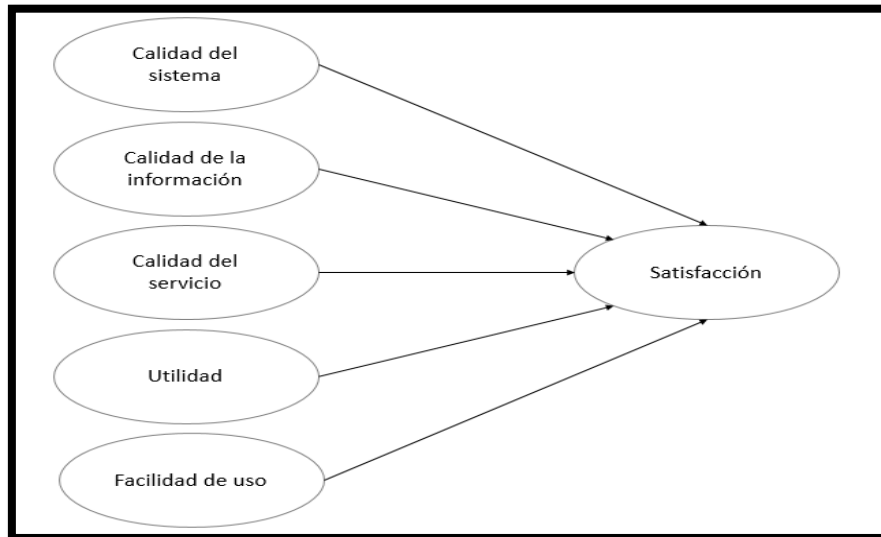 Calidad del
sistema
Calidad de la
información
Calidad del
servicio
Satisfacción
Utilidad
Facilidad de uso